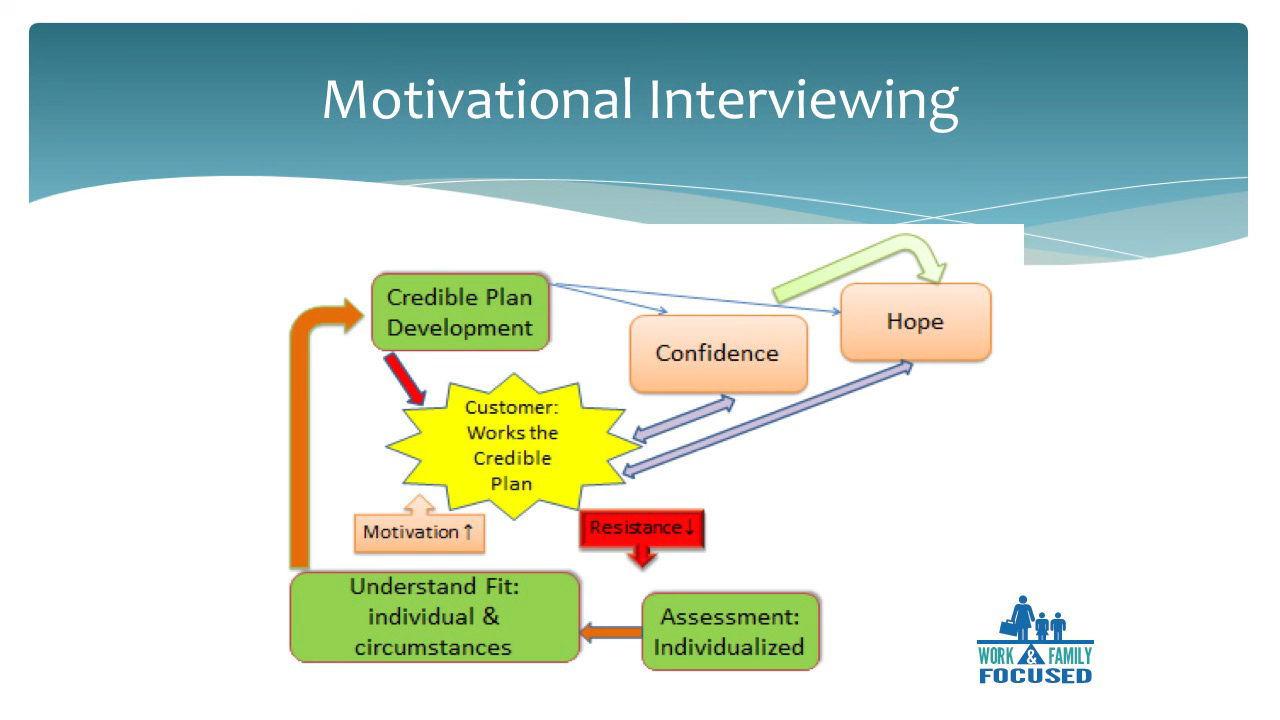 Motivational Interviewing
Credible Plan
Development
Confidence
Hope
Customer:
Works the
Credible
Plan
Motivation ↑
Resistance↓
Understand Fit:
individual &
circumstances
Assessment:
Individualized
WORK & FAMILY
FOCUSED